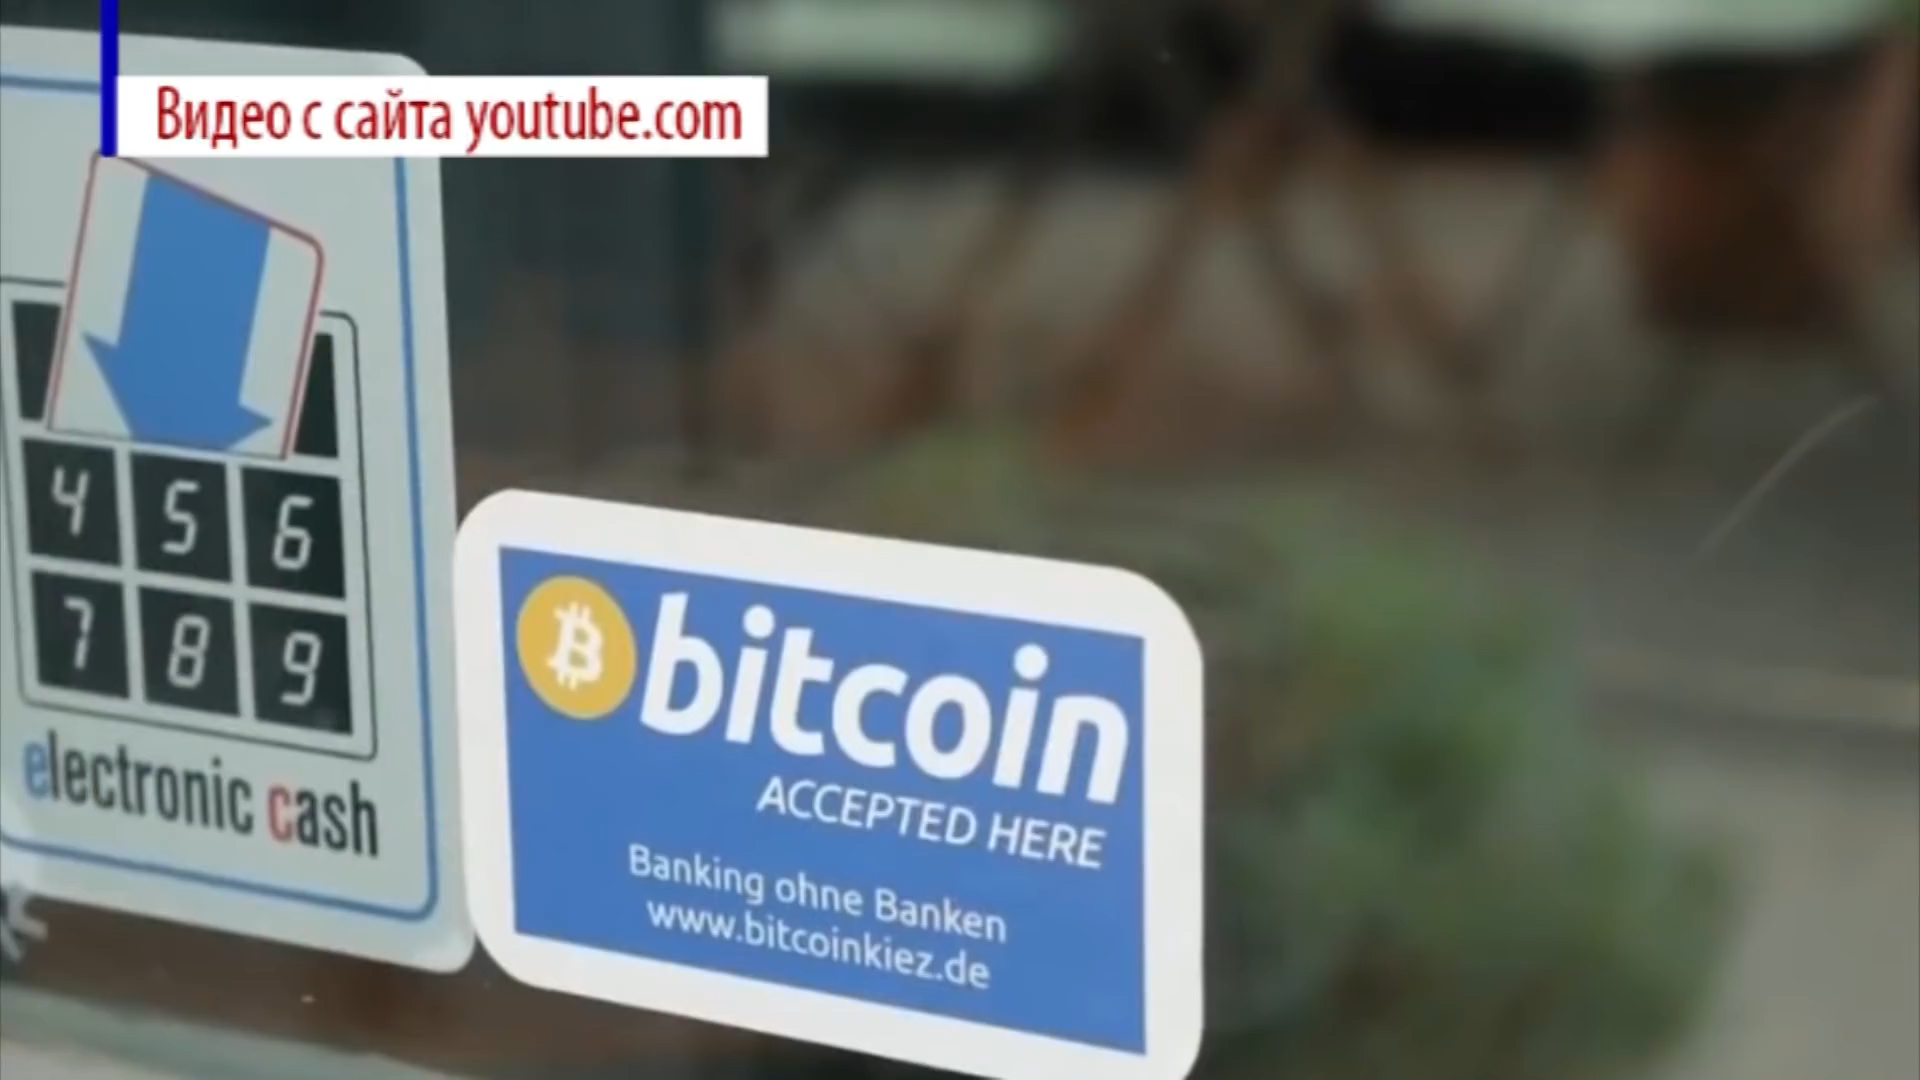 Видео с сайта youtube.com
4 5 6
7 8 9
electronic cash
bitcoin
ACCEPTED HERE
Banking ohne Banken
www.bitcoinkiez.de